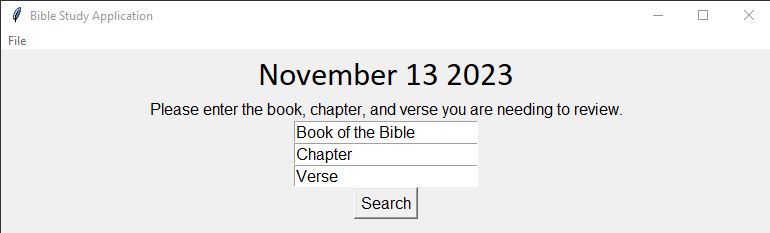 Bible Study Application
File
November 13 2023
Please enter the book, chapter, and verse you are needing to review.
Book of the Bible
Chapter
Verse
Search